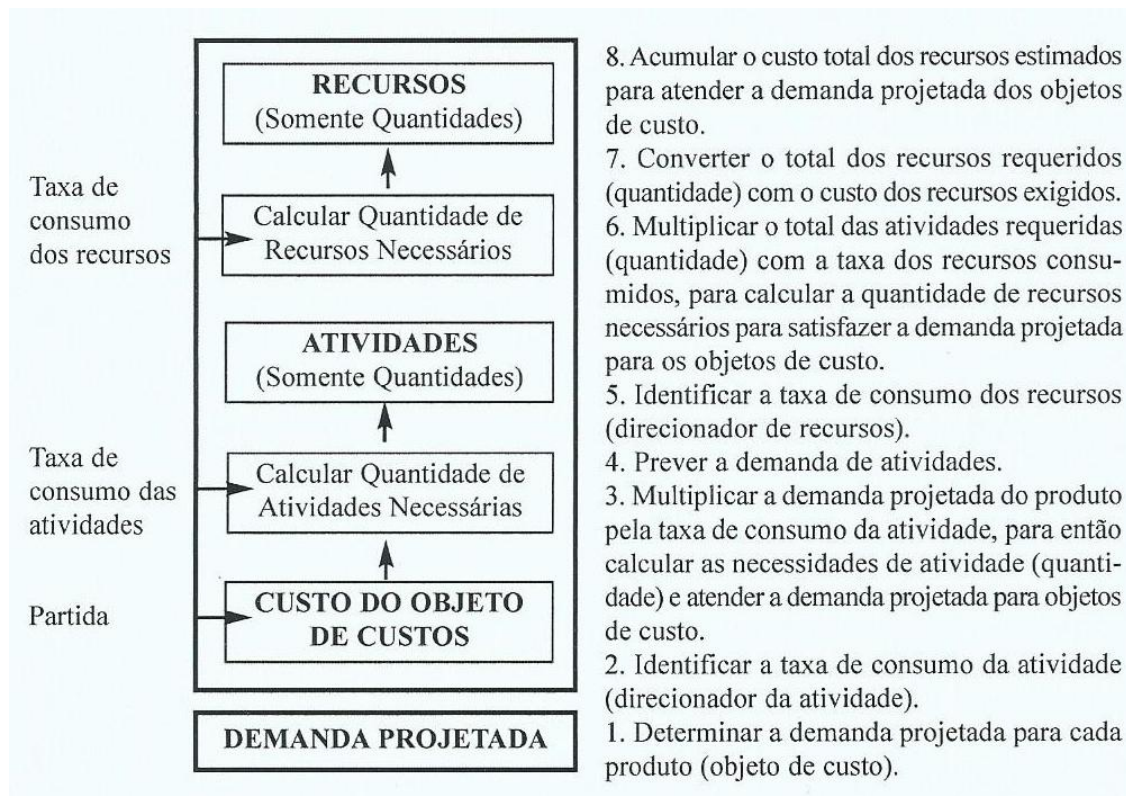 RECURSOS
(Somente Quantidades)
Taxa de
consumo
dos recursos
Calcular Quantidade de
Recursos Necessários
ATIVIDADES
(Somente Quantidades)
Taxa de
consumo das
atividades
Calcular Quantidade de
Atividades Necessárias
Partida
CUSTO DO OBJETO
DE CUSTOS
DEMANDA PROJETADA
8. Acumular o custo total dos recursos estimados
para atender a demanda projetada dos objetos
de custo.
7. Converter o total dos recursos requeridos
(quantidade) com o custo dos recursos exigidos.
6. Multiplicar o total das atividades requeridas
(quantidade) com a taxa dos recursos consu-
midos, para calcular a quantidade de recursos
necessários para satisfazer a demanda projetada
para os objetos de custo.
5. Identificar a taxa de consumo dos recursos
(direcionador de recursos).
4. Prever a demanda de atividades.
3. Multiplicar a demanda projetada do produto
pela taxa de consumo da atividade, para então
calcular as necessidades de atividade (quanti-
dade) e atender a demanda projetada para objetos
de custo.
2. Identificar a taxa de consumo da atividade
(direcionador da atividade).
1. Determinar a demanda projetada para cada
produto (objeto de custo).